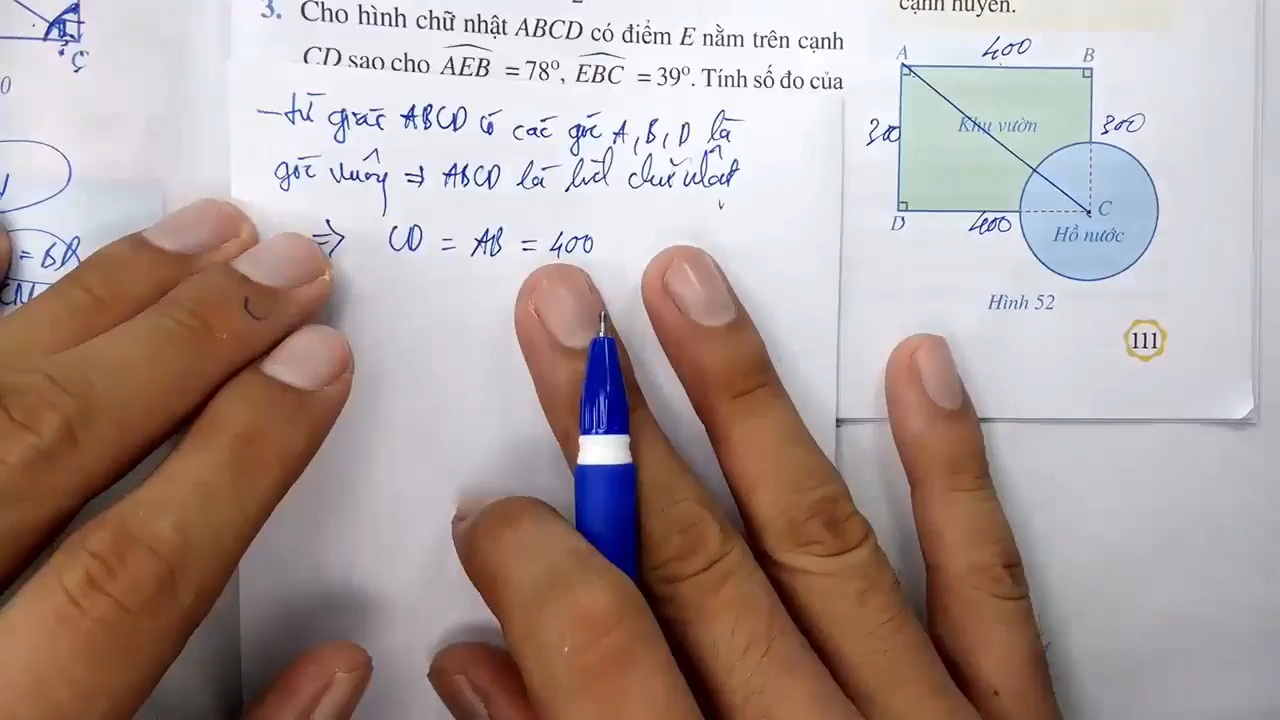 cạnh huyền.
3. Cho hình chữ nhật ABCD có điểm E nằm trên cạnh
CD sao cho AEB = 78°, EBC = 39°. Tính số đo của
- tứ giác ABCD có các góc A, B, D là
góc vuông ⇒ ABCD là hcn chữ nhật
⇒ CD = AB = 400
C
0
= BD
A
400
B
300
Khu vườn
300
D
400
C
Hồ nước
Hình 52
111